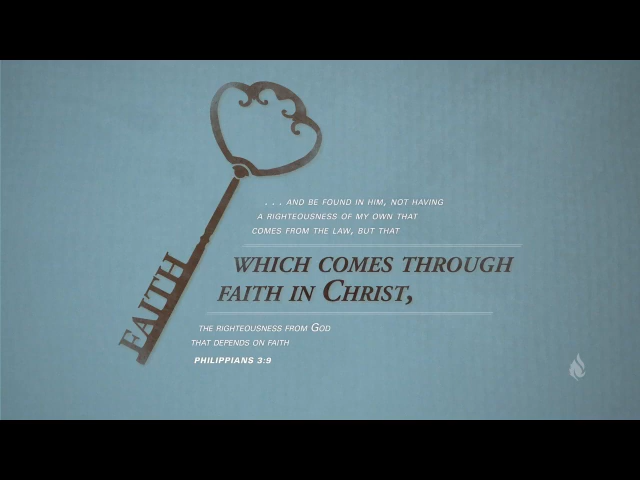 . . . AND BE FOUND IN HIM, NOT HAVING
A RIGHTEOUSNESS OF MY OWN THAT
COMES FROM THE LAW, BUT THAT
WHICH COMES THROUGH
FAITH IN CHRIST,
FAITH
THE RIGHTEOUSNESS FROM GOD
THAT DEPENDS ON FAITH
PHILIPPIANS 3:9